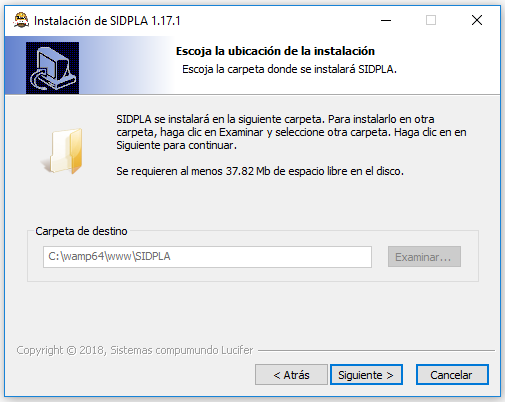 Instalación de SIDPLA 1.17.1
Escoja la ubicación de la instalación
Escoja la carpeta donde se instalará SIDPLA.
SIDPLA se instalará en la siguiente carpeta. Para instalarlo en otra
carpeta, haga clic en Examinar y seleccione otra carpeta. Haga clic en en
Siguiente para continuar.
Se requieren al menos 37.82 Mb de espacio libre en el disco.
Carpeta de destino
C:\wamp64\www\SIDPLA
Examinar...
Copyright © 2018, Sistemas compumundo Lucifer
< Atrás
Siguiente >
Cancelar